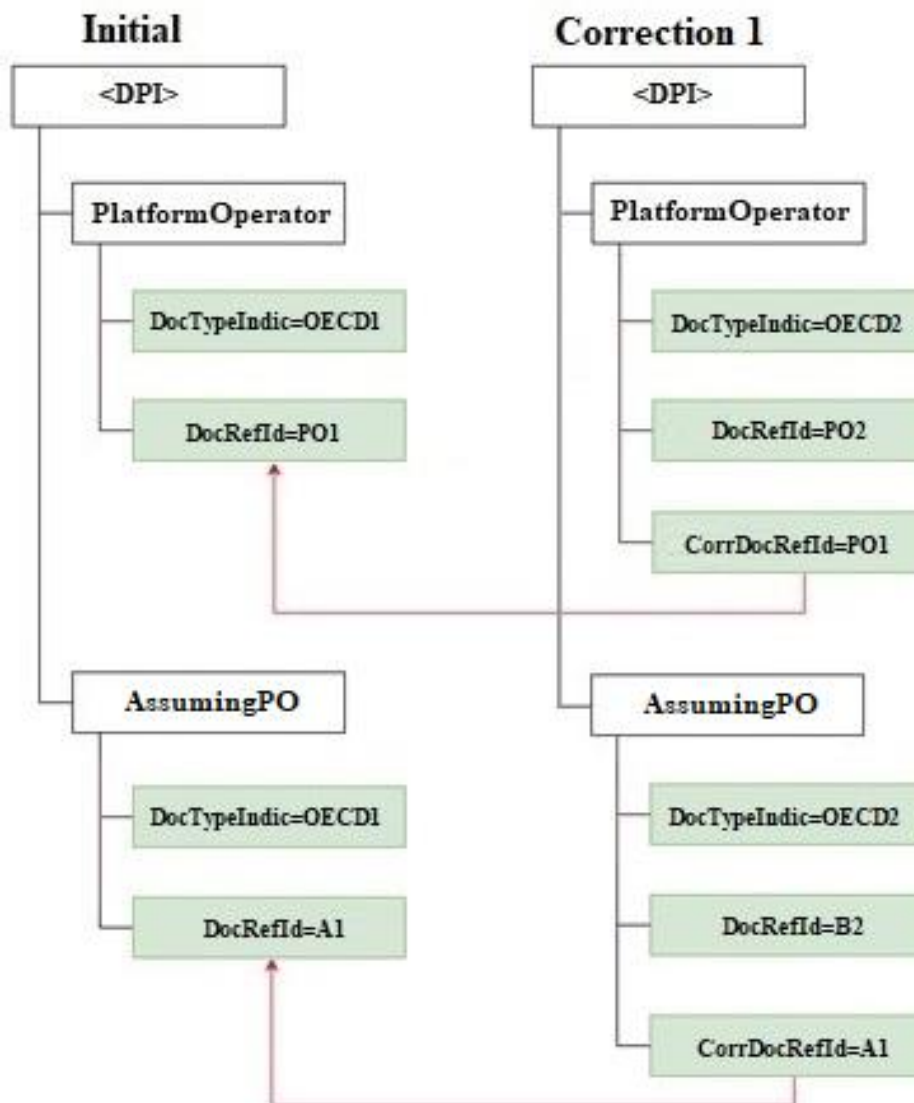 Initial
<DPI>
PlatformOperator
DocTypeIndic=OECD1
DocRefId=PO1
AssumingPO
DocTypeIndic=OECD1
DocRefId=A1
Correction 1
<DPI>
PlatformOperator
DocTypeIndic=OECD2
DocRefId=PO2
CorrDocRefId=PO1
AssumingPO
DocTypeIndic=OECD2
DocRefId=B2
CorrDocRefId=A1